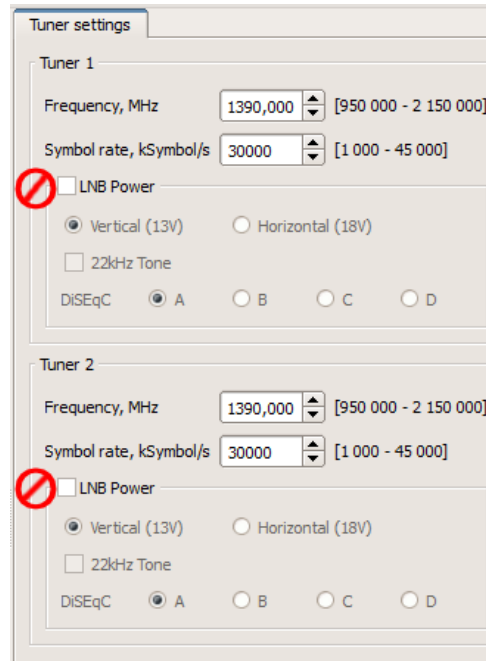 Tuner settings
Tuner 1
Frequency, MHz 1390,000 [950 000 - 2 150 000]
Symbol rate, kSymbol/s 30000 [1 000 - 45 000]
LNB Power
Vertical (13V) Horizontal (18V)
22kHz Tone
DiSEqC A B C D
Tuner 2
Frequency, MHz 1390,000 [950 000 - 2 150 000]
Symbol rate, kSymbol/s 30000 [1 000 - 45 000]
LNB Power
Vertical (13V) Horizontal (18V)
22kHz Tone
DiSEqC A B C D